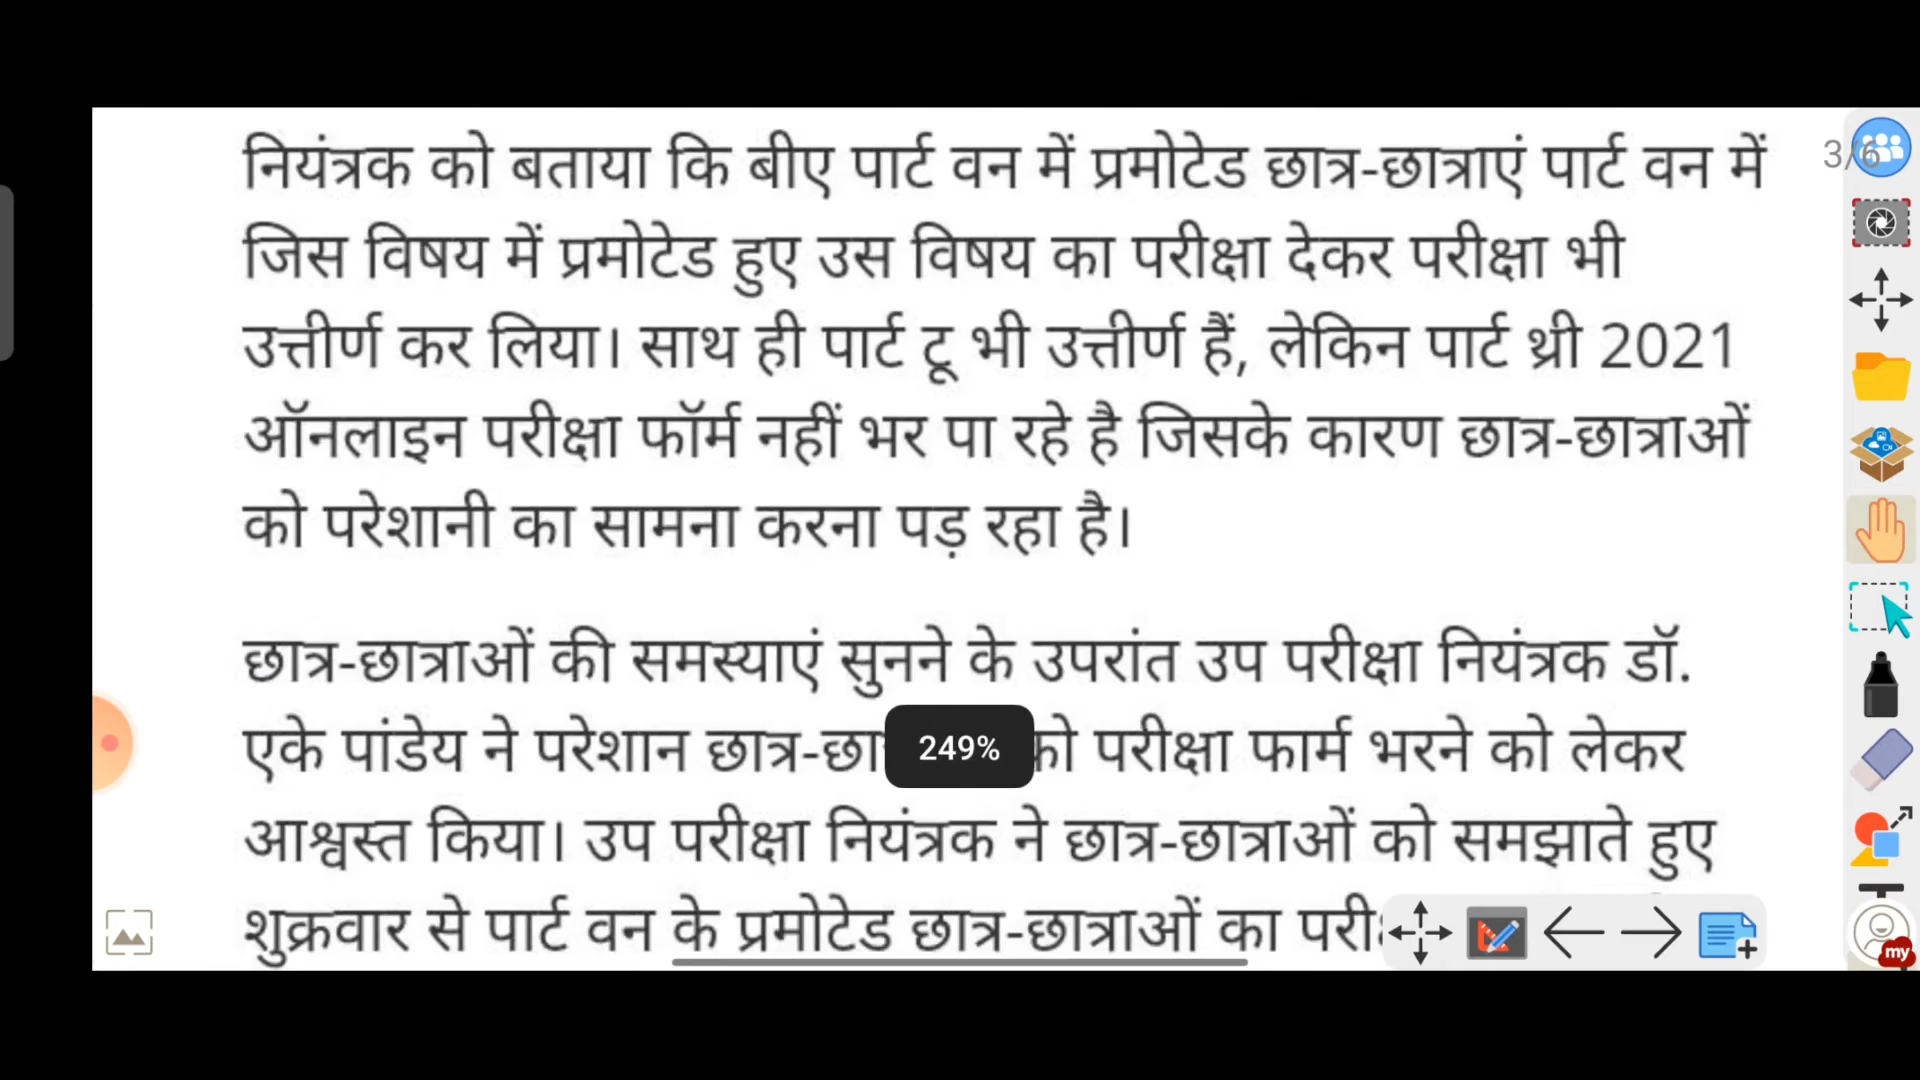 नियंत्रक को बताया कि बीए पार्ट वन में प्रमोटेड छात्र-छात्राएं पार्ट वन में
3/6
जिस विषय में प्रमोटेड हुए उस विषय का परीक्षा देकर परीक्षा भी
उत्तीर्ण कर लिया। साथ ही पार्ट टू भी उत्तीर्ण हैं, लेकिन पार्ट थ्री 2021
ऑनलाइन परीक्षा फॉर्म नहीं भर पा रहे है जिसके कारण छात्र-छात्राओं
को परेशानी का सामना करना पड़ रहा है।
छात्र-छात्राओं की समस्याएं सुनने के उपरांत उप परीक्षा नियंत्रक डॉ.
एके पांडेय ने परेशान को परीक्षा फार्म भरने को लेकर
249%
आश्वस्त किया। उप परीक्षा नियंत्रक ने छात्र-छात्राओं को समझाते हुए
शुक्रवार से पार्ट वन के प्रमोटेड छात्र-छात्राओं का
my